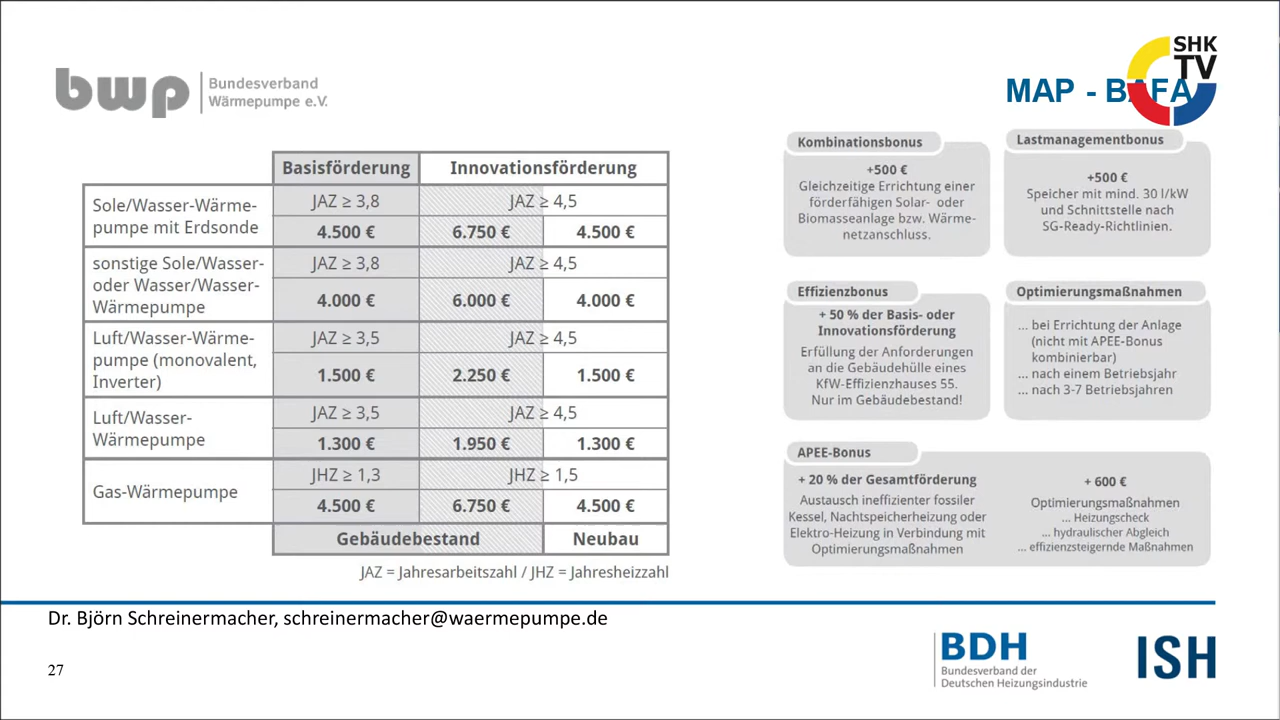 bwp
Bundesverband
Wärmepumpe e.V.
SHK
TV
MAP - BAFA
Basisförderung
Innovationsförderung
Sole/Wasser-Wärme-
pumpe mit Erdsonde
JAZ ≥ 3,8
JAZ ≥ 4,5
4.500 €
6.750 €
4.500 €
sonstige Sole/Wasser-
oder Wasser/Wasser-
Wärmepumpe
JAZ ≥ 3,8
JAZ ≥ 4,5
4.000 €
6.000 €
4.000 €
Luft/Wasser-Wärme-
pumpe (monovalent,
Inverter)
JAZ ≥ 3,5
JAZ ≥ 4,5
1.500 €
2.250 €
1.500 €
Luft/Wasser-
Wärmepumpe
JAZ ≥ 3,5
JAZ ≥ 4,5
1.300 €
1.950 €
1.300 €
Gas-Wärmepumpe
JHZ ≥ 1,3
JHZ ≥ 1,5
4.500 €
6.750 €
4.500 €
Gebäudebestand
Neubau
JAZ = Jahresarbeitszahl / JHZ = Jahresheizzahl
Kombinationsbonus
+500 €
Gleichzeitige Errichtung einer
förderfähigen Solar- oder
Biomasseanlage bzw. Wärme-
netzanschluss.
Lastmanagementbonus
+500 €
Speicher mit mind. 30 l/kW
und Schnittstelle nach
SG-Ready-Richtlinien.
Effizienzbonus
+ 50 % der Basis- oder
Innovationsförderung
Erfüllung der Anforderungen
an die Gebäudehülle eines
KfW-Effizienzhauses 55.
Nur im Gebäudebestand!
Optimierungsmaßnahmen
... bei Errichtung der Anlage
(nicht mit APEE-Bonus
kombinierbar)
... nach einem Betriebsjahr
... nach 3-7 Betriebsjahren
APEE-Bonus
+ 20 % der Gesamtförderung
Austausch ineffizienter fossiler
Kessel, Nachtspeicherheizung oder
Elektro-Heizung in Verbindung mit
Optimierungsmaßnahmen
+ 600 €
Optimierungsmaßnahmen
... Heizungscheck
... hydraulischer Abgleich
... effizienzsteigernde Maßnahmen
Dr. Björn Schreinermacher, schreinermacher@waermepumpe.de
27
BDH
Bundesverband der
Deutschen Heizungsindustrie
ISH